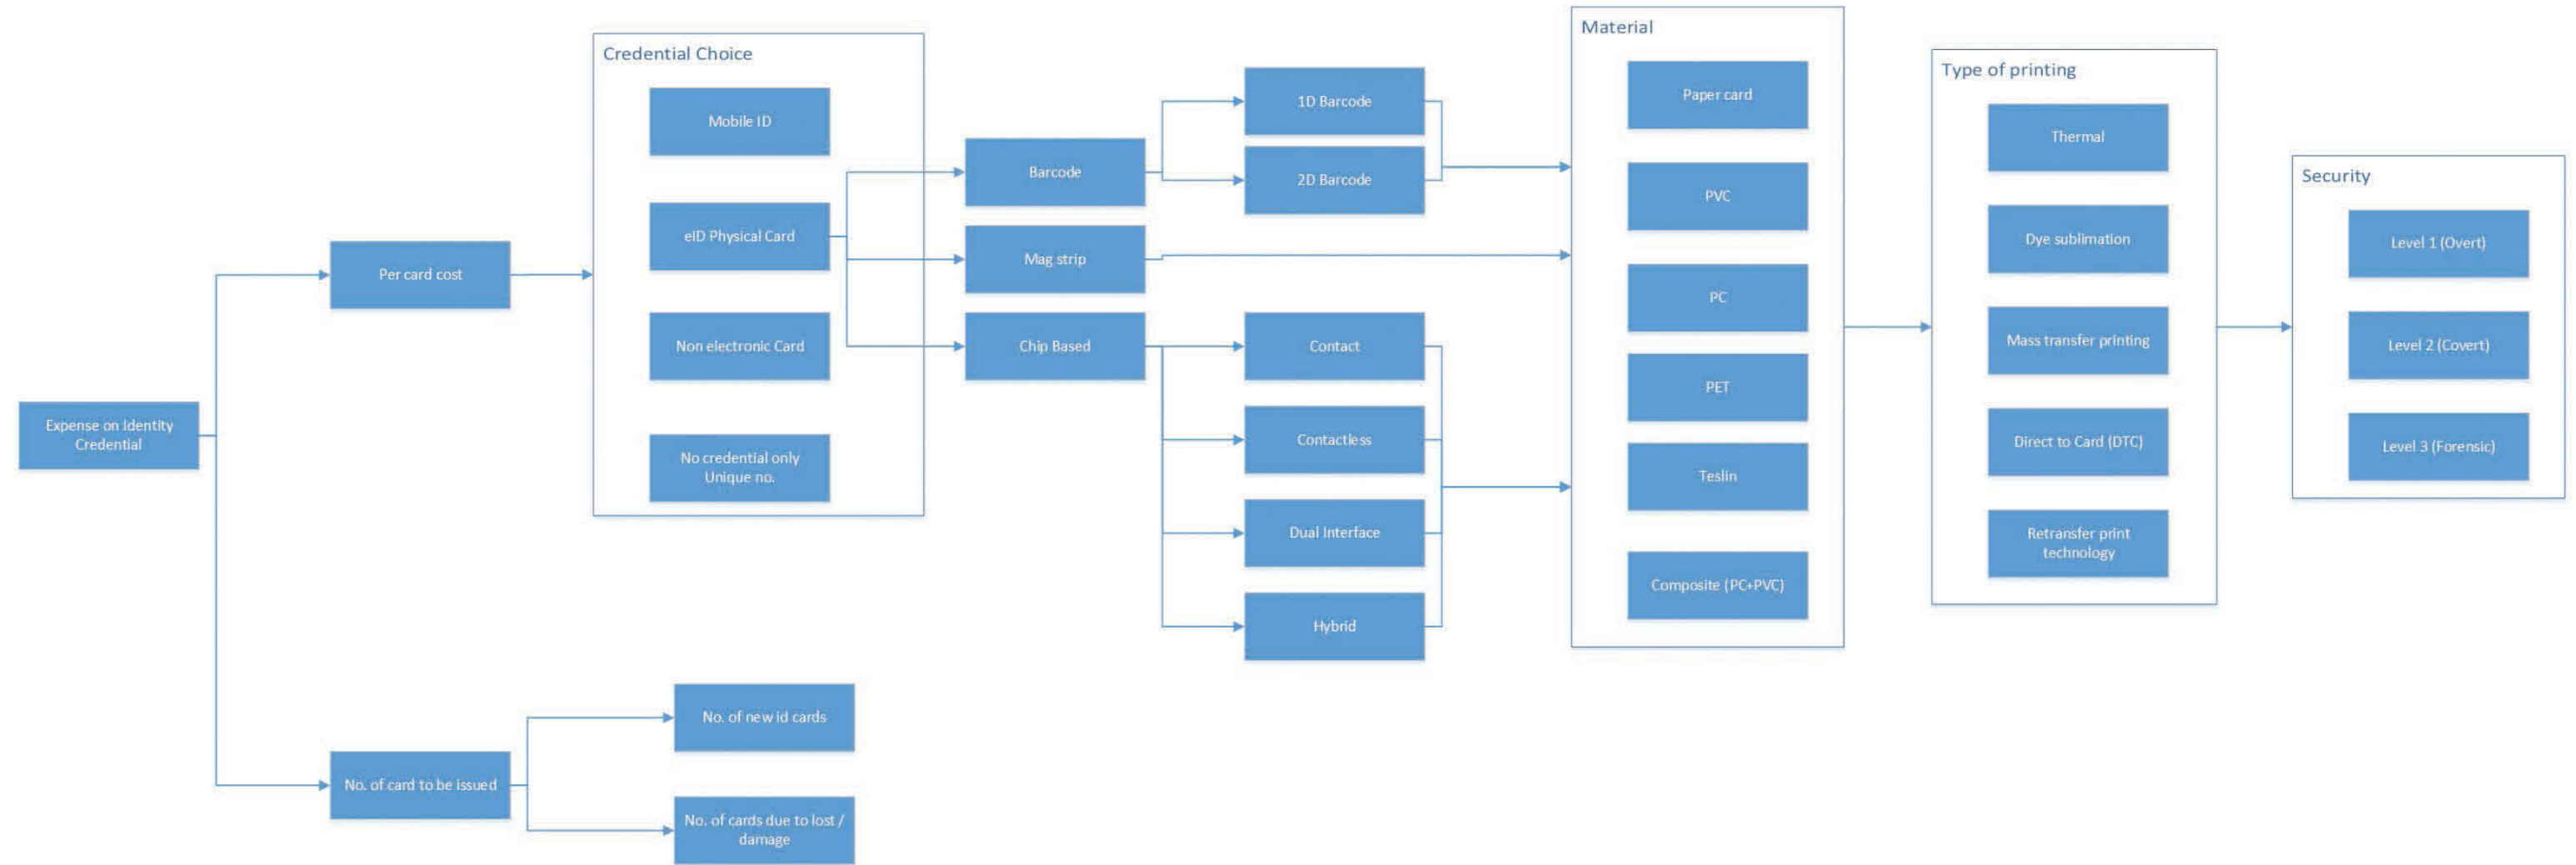 Expense on Identity
Credential
Per card cost
No. of card to be issued
Credential Choice
Mobile ID
eID Physical Card
Non electronic Card
No credential only
Unique no.
No. of new id cards
No. of cards due to lost /
damage
Barcode
Mag strip
Chip Based
1D Barcode
2D Barcode
Contact
Contactless
Dual Interface
Hybrid
Material
Paper card
PVC
PC
PET
Teslin
Composite (PC+PVC)
Type of printing
Thermal
Dye sublimation
Mass transfer printing
Direct to Card (DTC)
Retransfer print
technology
Security
Level 1 (Overt)
Level 2 (Covert)
Level 3 (Forensic)